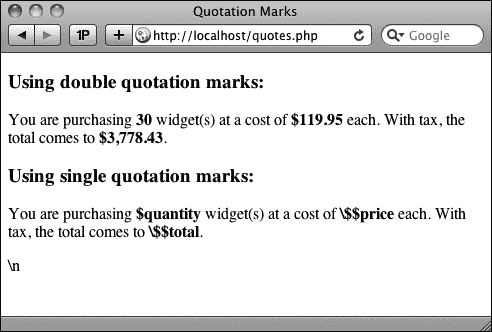 Quotation Marks
1P + http://localhost/quotes.php Google
Using double quotation marks:
You are purchasing 30 widget(s) at a cost of $119.95 each. With tax, the
total comes to $3,778.43.
Using single quotation marks:
You are purchasing $quantity widget(s) at a cost of \$$price each. With
tax, the total comes to \$$total.
\n